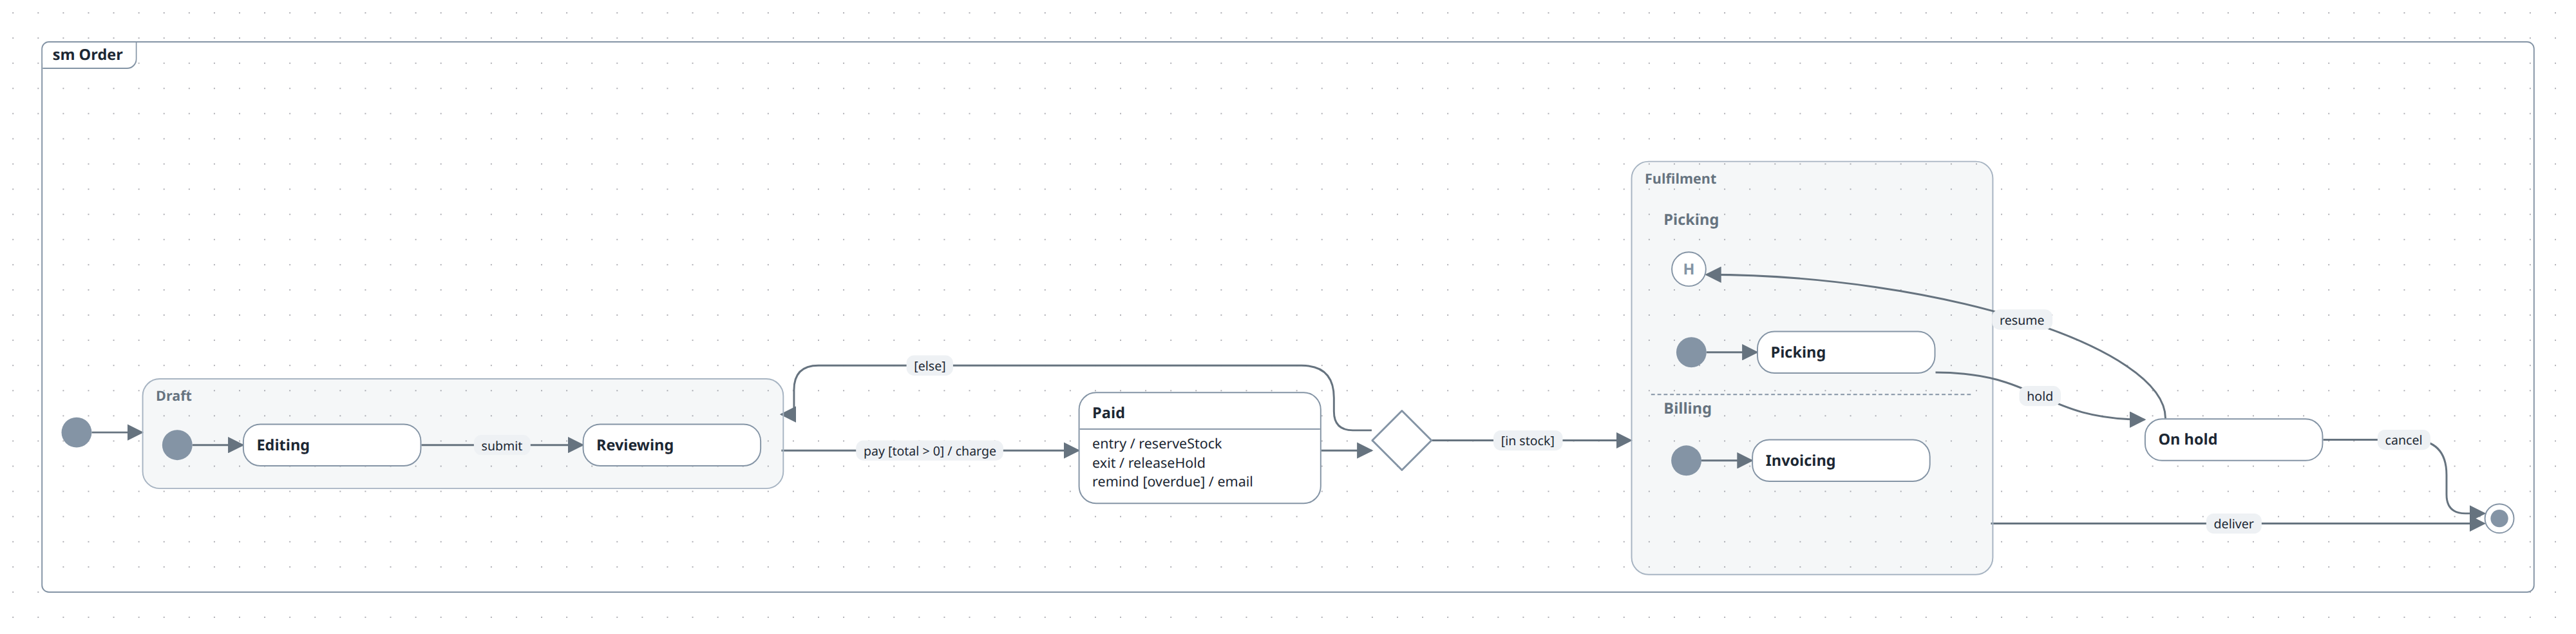 sm Order
Draft
Editing
submit
Reviewing
[else]
pay [total > 0] / charge
Paid
entry / reserveStock
exit / releaseHold
remind [overdue] / email
[in stock]
Fulfilment
Picking
H
Picking
Billing
Invoicing
resume
hold
On hold
cancel
deliver